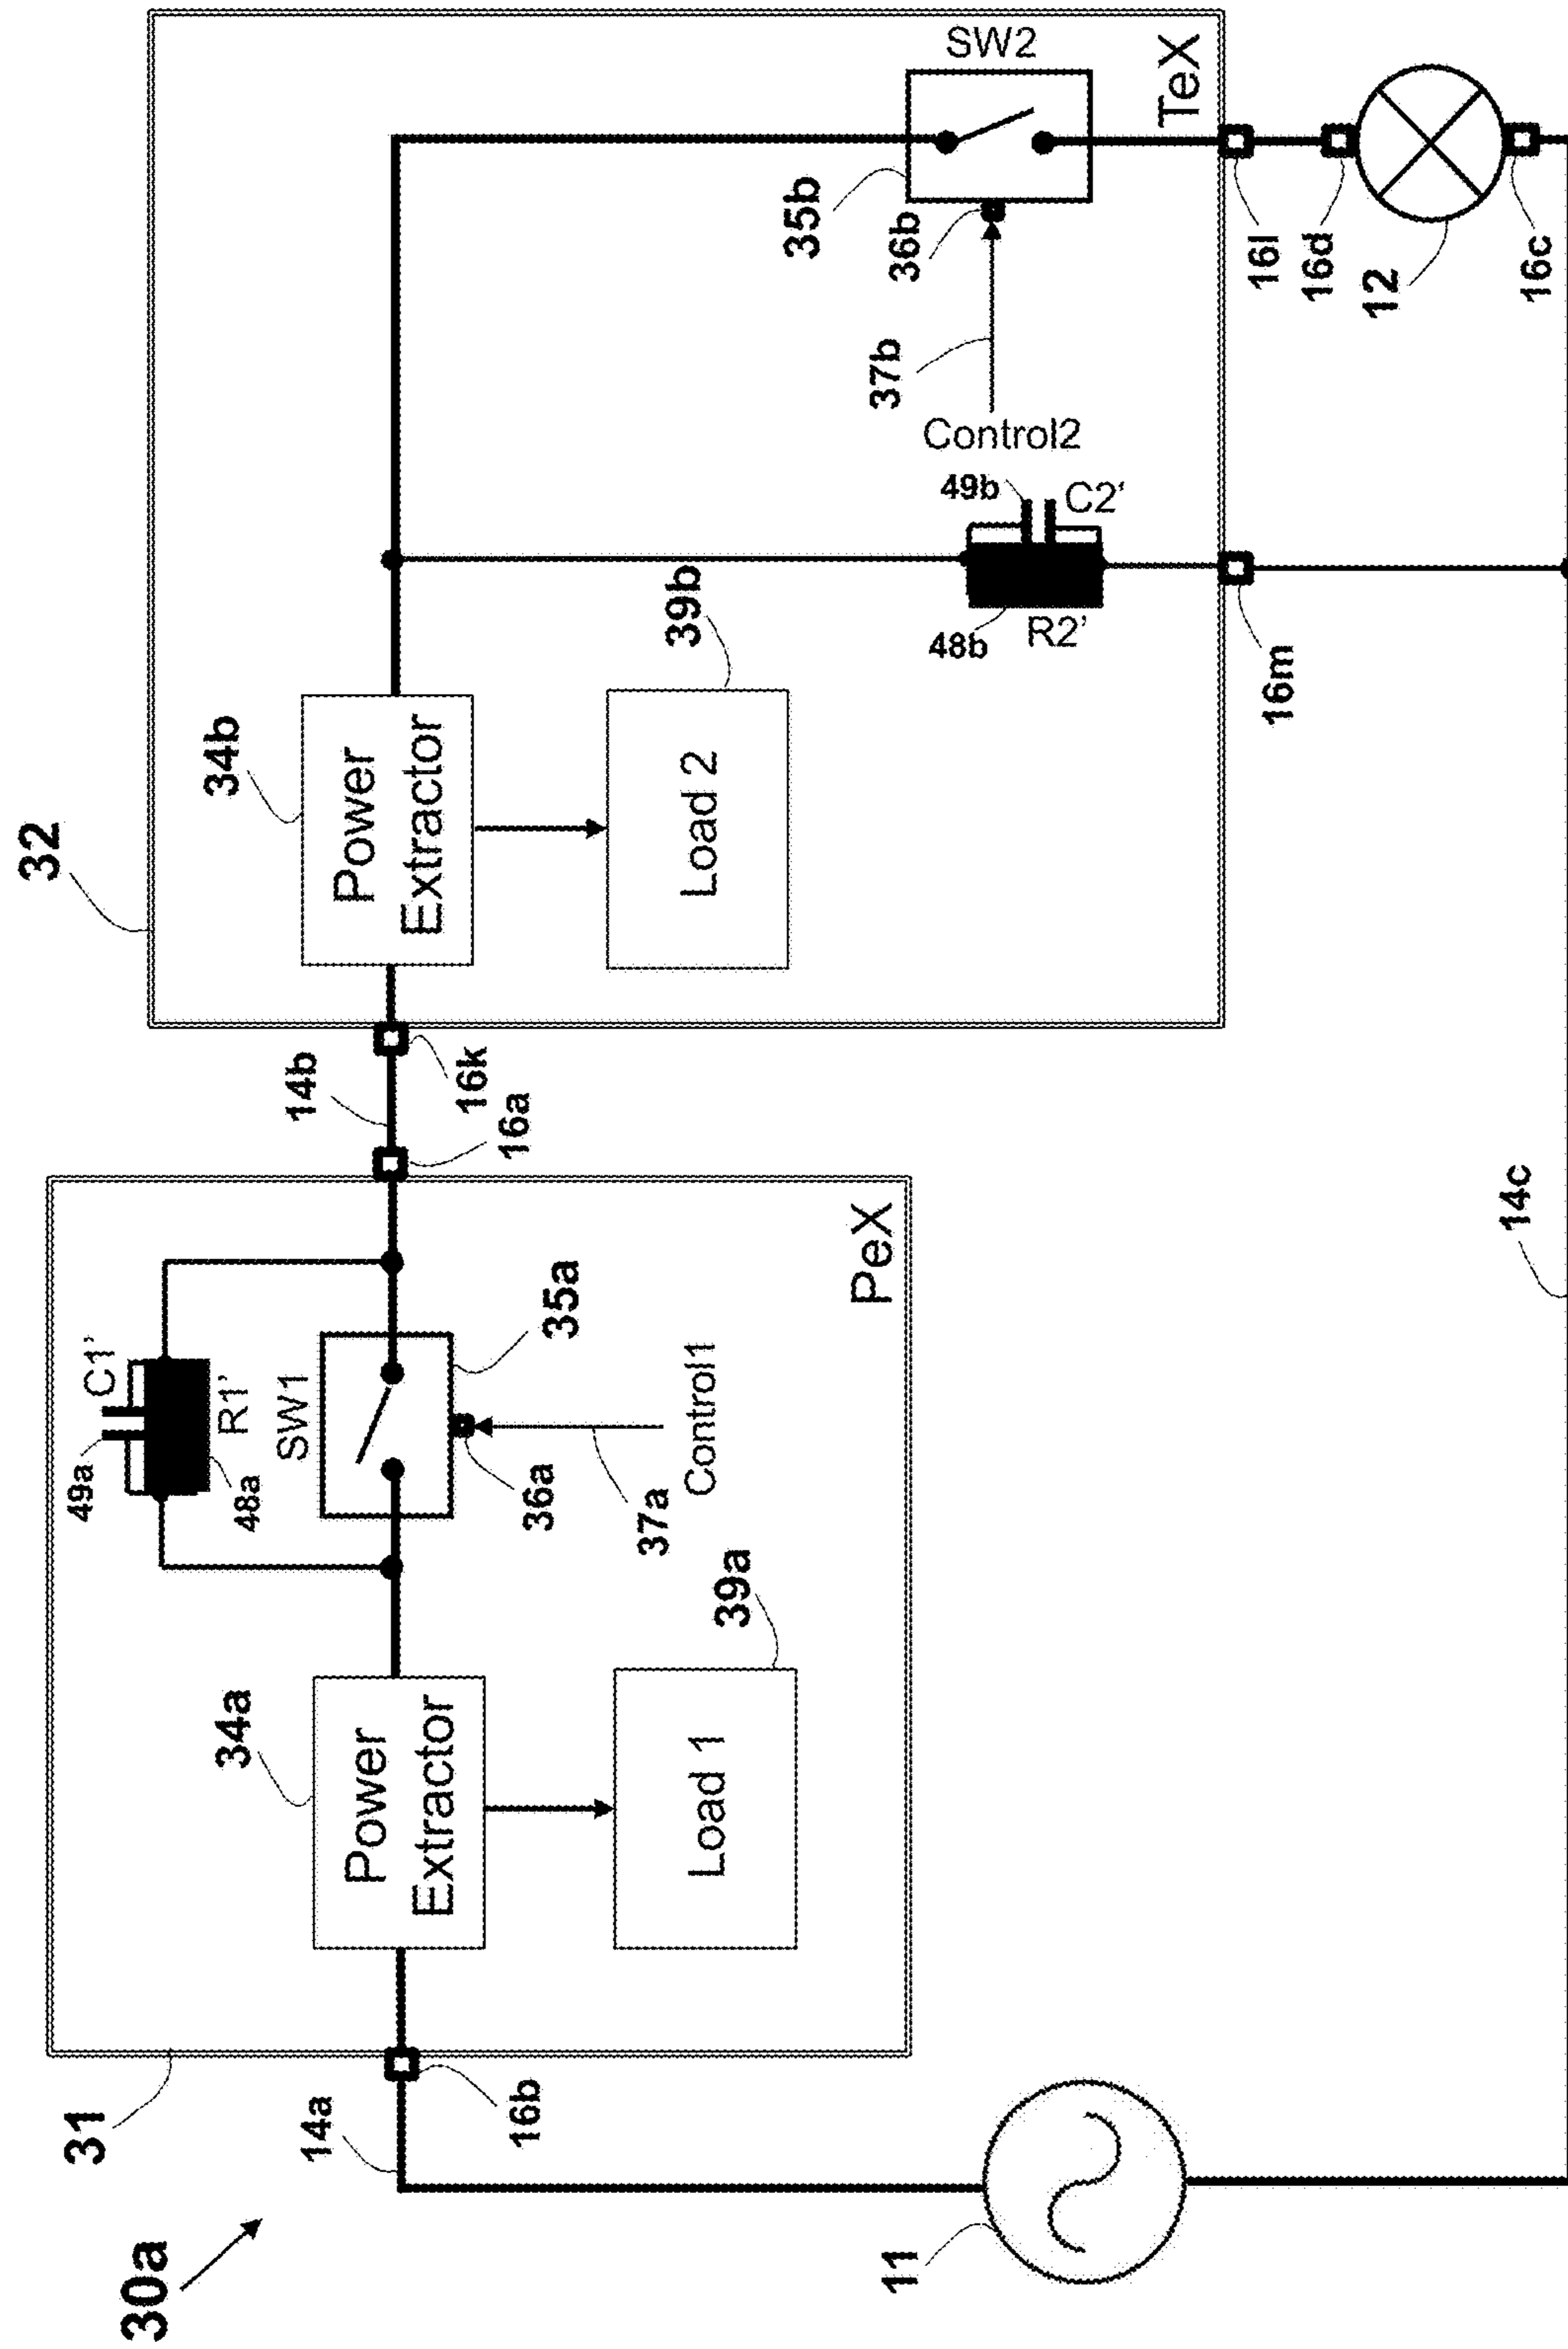 30a
31
32
14a
16b
11
34a
Power
Extractor
Load 1
39a
49a
C1'
R1'
48a
SW1
35a
36a
37a
Control1
PeX
16a
14b
16k
34b
Power
Extractor
Load 2
39b
49b
C2'
R2'
48b
Control2
37b
36b
35b
SW2
TeX
16l
16d
12
16c
16m
14c